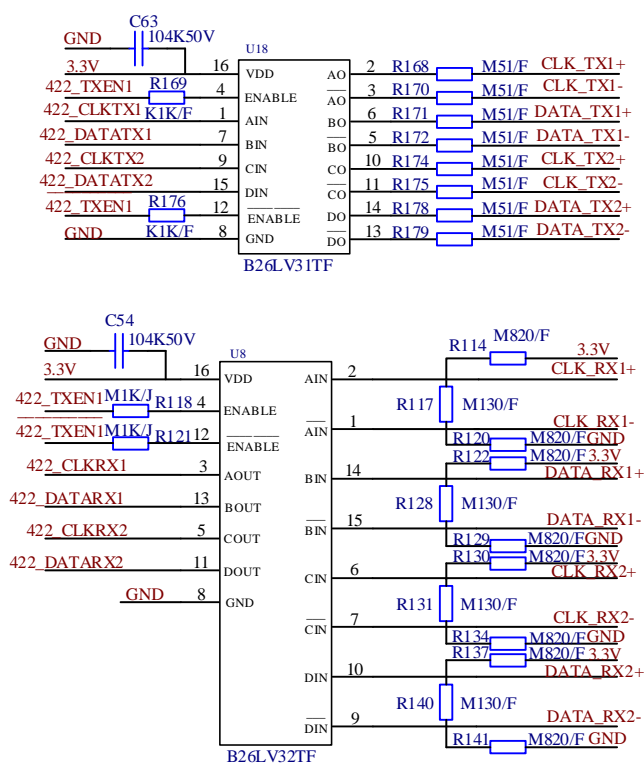 C63
GND 104K50V
U18
3.3V 16 VDD AO 2 R168 M51/F CLK_TX1+
422_TXEN1 R169 4 ENABLE AO 3 R170 M51/F CLK_TX1-
K1K/F
422_CLKTX1 1 AIN BO 6 R171 M51/F DATA_TX1+
422_DATATX1 7 BIN BO 5 R172 M51/F DATA_TX1-
422_CLKTX2 9 CIN CO 10 R174 M51/F CLK_TX2+
422_DATATX2 15 DIN CO 11 R175 M51/F CLK_TX2-
422_TXEN1 R176 12 ENABLE DO 14 R178 M51/F DATA_TX2+
K1K/F
GND 8 GND DO 13 R179 M51/F DATA_TX2-
B26LV31TF
C54
GND 104K50V
U8
M820/F
R114 3.3V
3.3V 16 VDD AIN 2 CLK_RX1+
422_TXEN1 M1K/J R118 4 ENABLE
R117 M130/F
422_TXEN1 M1K/J R121 12 ENABLE AIN 1 CLK_RX1-
R120 M820/F GND
R122 M820/F 3.3V
422_CLKRX1 3 AOUT BIN 14 DATA_RX1+
422_DATARX1 13 BOUT R128 M130/F
BIN 15 DATA_RX1-
422_CLKRX2 5 COUT
R129 M820/F GND
R130 M820/F 3.3V
422_DATARX2 11 DOUT CIN 6 CLK_RX2+
GND 8 GND R131 M130/F
CIN 7 CLK_RX2-
R134 M820/F GND
R137 M820/F 3.3V
DIN 10 DATA_RX2+
R140 M130/F
DIN 9 DATA_RX2-
R141 M820/F GND
B26LV32TF